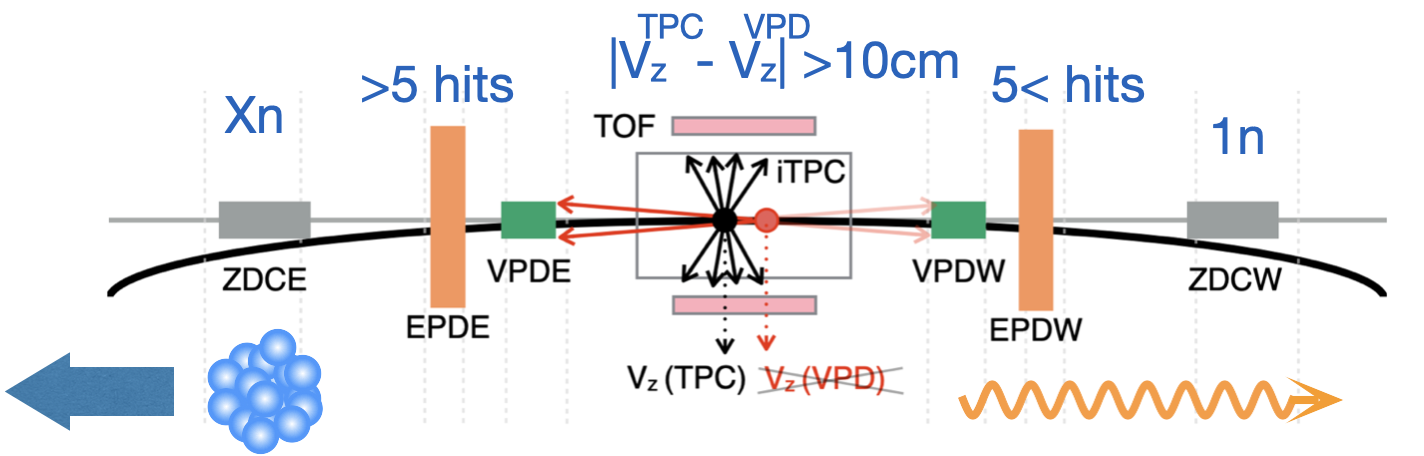 |Vz^TPC - Vz^VPD| >10cm
>5 hits
5< hits
Xn
1n
TOF
iTPC
ZDCE
VPDE
VPDW
ZDCW
EPDE
EPDW
Vz (TPC)
Vz (VPD)